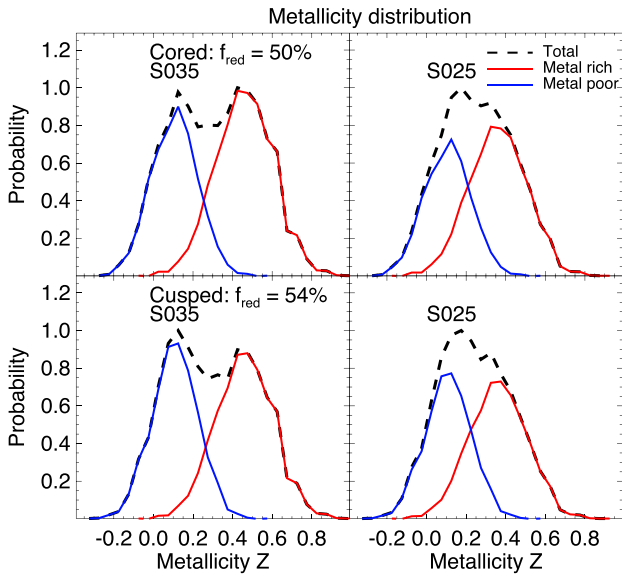 Metallicity distribution
Cored: fred = 50%
S035
S025
Total
Metal rich
Metal poor
Probability
1.2
1.0
0.8
0.6
0.4
0.2
Cusped: fred = 54%
S035
S025
Probability
1.2
1.0
0.8
0.6
0.4
0.2
-0.2 0.0 0.2 0.4 0.6 0.8
-0.2 0.0 0.2 0.4 0.6 0.8
Metallicity Z
Metallicity Z